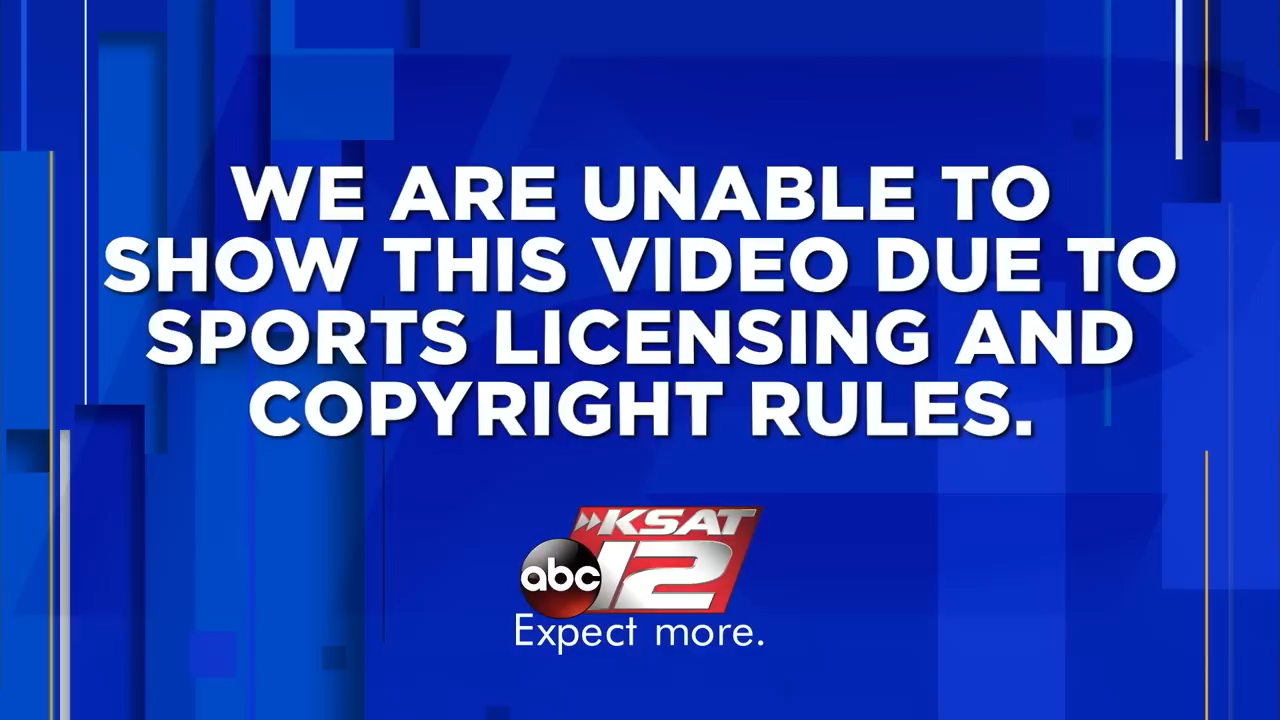 WE ARE UNABLE TO
SHOW THIS VIDEO DUE TO
SPORTS LICENSING AND
COPYRIGHT RULES.
KSAT
abc 12
Expect more.